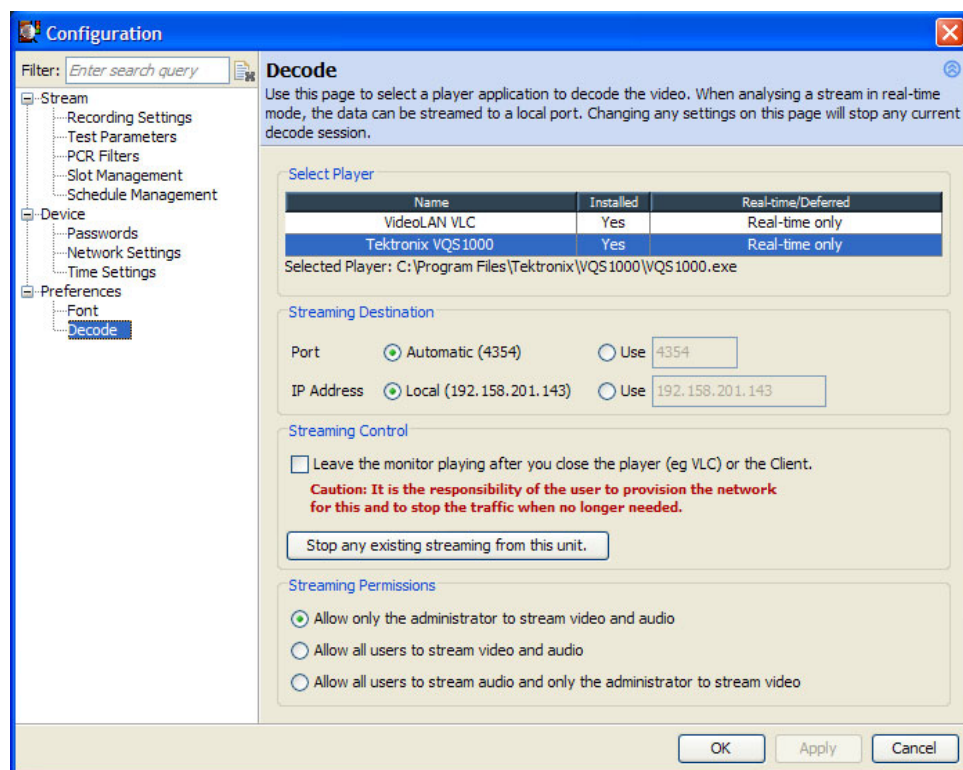 Configuration
Filter: Enter search query
Stream
Recording Settings
Test Parameters
PCR Filters
Slot Management
Schedule Management
Device
Passwords
Network Settings
Time Settings
Preferences
Font
Decode
Decode
Use this page to select a player application to decode the video. When analysing a stream in real-time
mode, the data can be streamed to a local port. Changing any settings on this page will stop any current
decode session.
Select Player
Name Installed Real-time/Deferred
VideoLAN VLC Yes Real-time only
Tektronix VQS1000 Yes Real-time only
Selected Player: C:\Program Files\Tektronix\VQS1000\VQS1000.exe
Streaming Destination
Port Automatic (4354) Use 4354
IP Address Local (192.158.201.143) Use 192.158.201.143
Streaming Control
Leave the monitor playing after you close the player (eg VLC) or the Client.
Caution: It is the responsibility of the user to provision the network
for this and to stop the traffic when no longer needed.
Stop any existing streaming from this unit.
Streaming Permissions
Allow only the administrator to stream video and audio
Allow all users to stream video and audio
Allow all users to stream audio and only the administrator to stream video
OK Apply Cancel